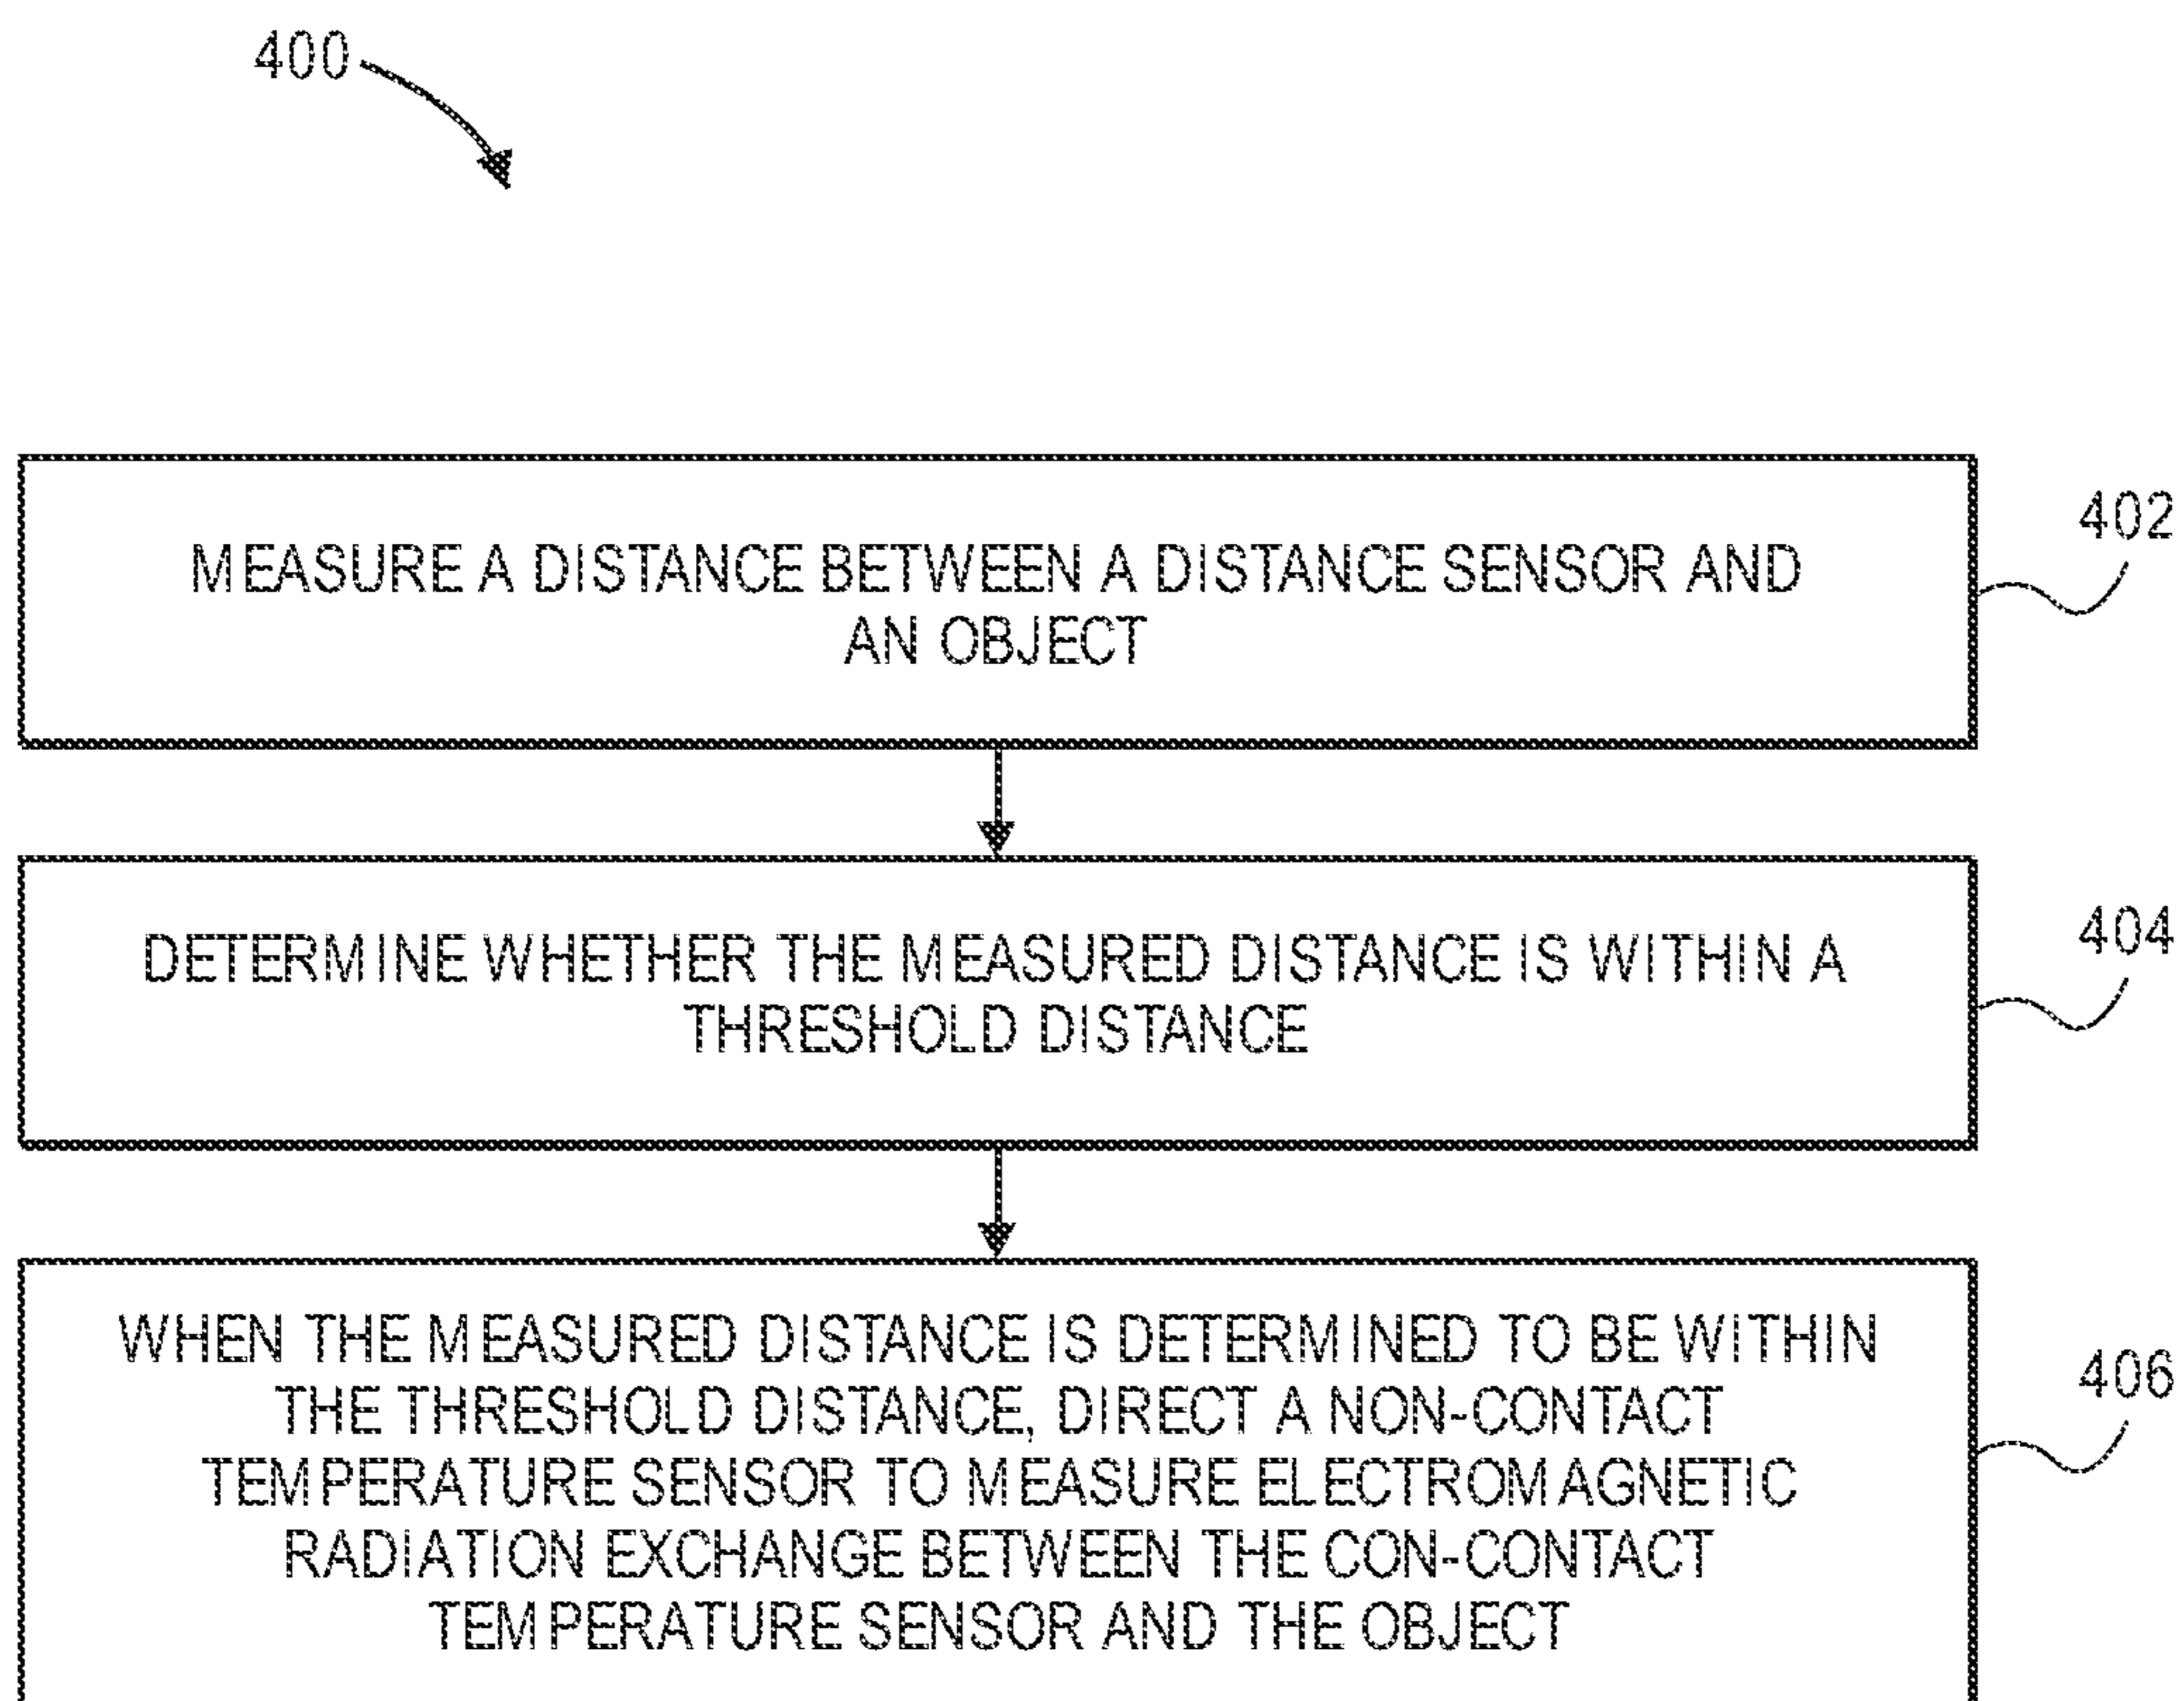 400
MEASURE A DISTANCE BETWEEN A DISTANCE SENSOR AND
AN OBJECT
402
DETERMINE WHETHER THE MEASURED DISTANCE IS WITHIN A
THRESHOLD DISTANCE
404
WHEN THE MEASURED DISTANCE IS DETERMINED TO BE WITHIN
THE THRESHOLD DISTANCE, DIRECT A NON-CONTACT
TEMPERATURE SENSOR TO MEASURE ELECTROMAGNETIC
RADIATION EXCHANGE BETWEEN THE CON-CONTACT
TEMPERATURE SENSOR AND THE OBJECT
406